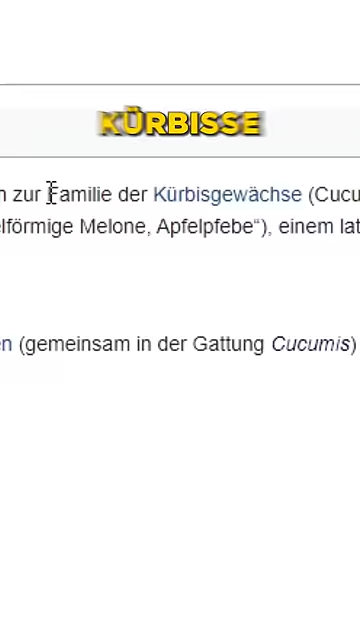 KÜRBISSE
n zur Familie der Kürbisgewächse (Cucu
lförmige Melone, Apfelpfebe“), einem lat
n (gemeinsam in der Gattung Cucumis)